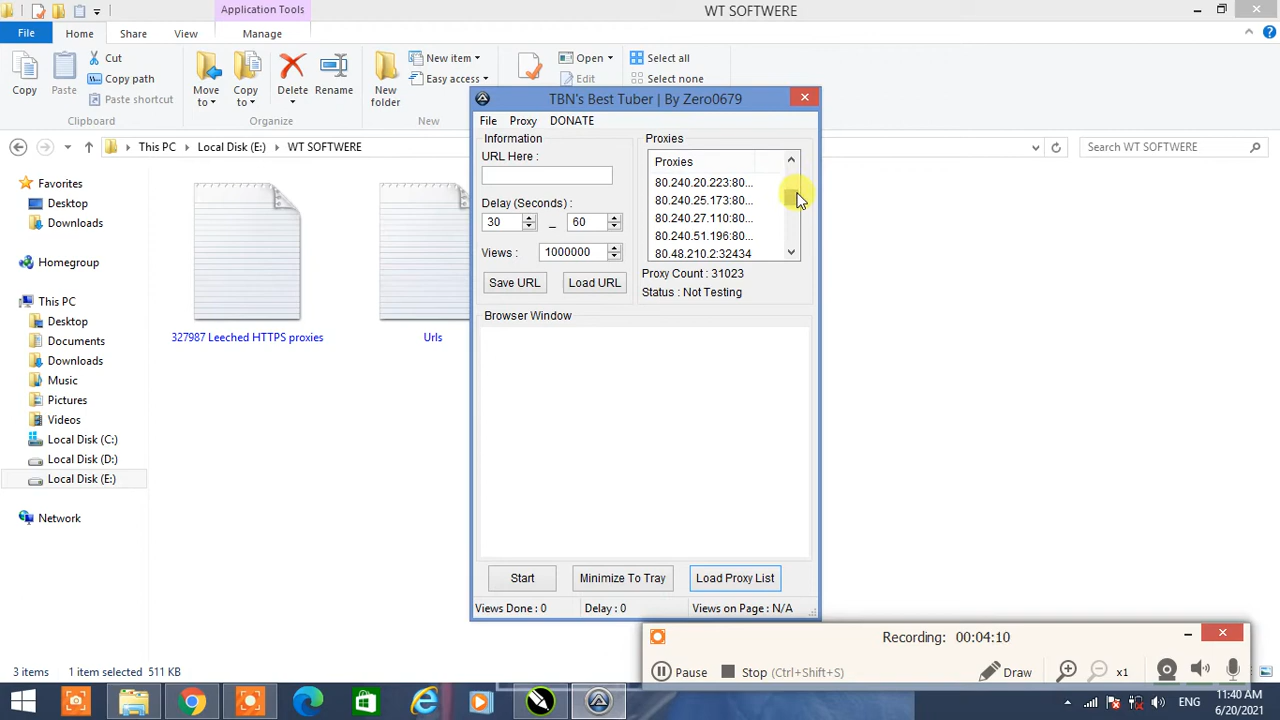 Application Tools
WT SOFTWERE
File
Home
Share
View
Manage
Copy
Paste
Cut
Copy path
Paste shortcut
Clipboard
Move to
Copy to
Delete
Rename
Organize
New folder
New item
Easy access
New
Open
Edit
Select all
Select none
This PC
Local Disk (E:)
WT SOFTWERE
Search WT SOFTWERE
Favorites
Desktop
Downloads
Homegroup
This PC
Desktop
Documents
Downloads
Music
Pictures
Videos
Local Disk (C:)
Local Disk (D:)
Local Disk (E:)
Network
327987 Leeched HTTPS proxies
Urls
TBN's Best Tuber | By Zero0679
File
Proxy
DONATE
Information
URL Here :
Delay (Seconds) :
30
_
60
Views :
1000000
Save URL
Load URL
Proxies
Proxies
80.240.20.223:80...
80.240.25.173:80...
80.240.27.110:80...
80.240.51.196:80...
80.48.210.2:32434
Proxy Count : 31023
Status : Not Testing
Browser Window
Start
Minimize To Tray
Load Proxy List
Views Done : 0
Delay : 0
Views on Page : N/A
Recording: 00:04:10
Pause
Stop (Ctrl+Shift+S)
Draw
x1
3 items
1 item selected 511 KB
ENG
11:40 AM
6/20/2021